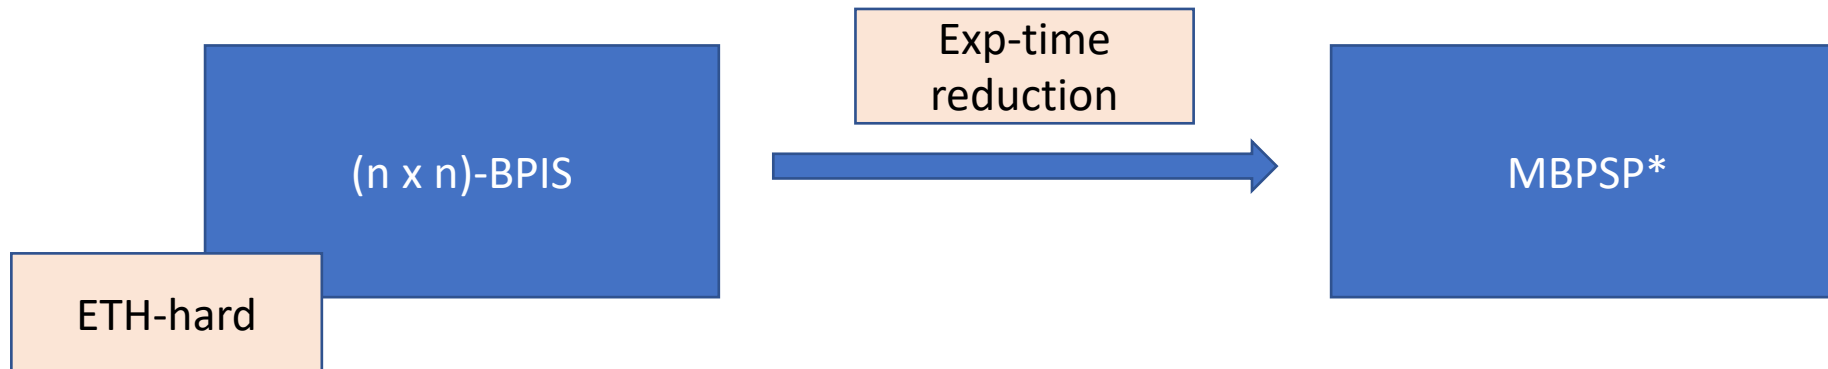 Exp-time
reduction
(n x n)-BPIS
MBPSP*
ETH-hard